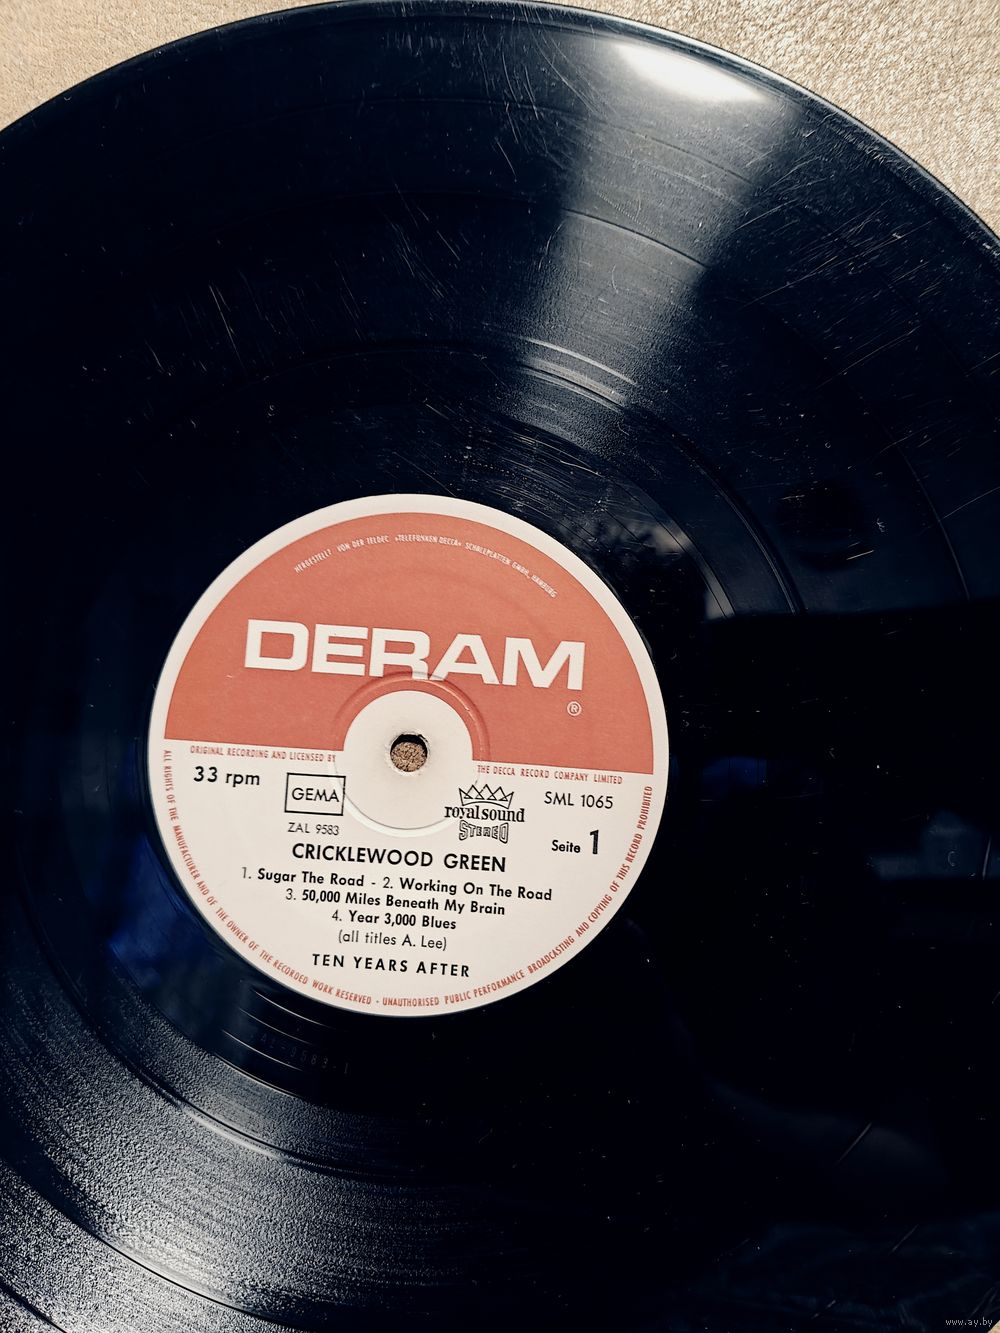 HERGESTELLT VON DER TELDEC »TELEFUNKEN DECCA« SCHALLPLATTEN GMBH, HAMBURG
DERAM
®
ORIGINAL RECORDING AND LICENSED BY
THE DECCA RECORD COMPANY LIMITED
33 rpm
GEMA
royal sound
STEREO
SML 1065
ZAL 9583
Seite 1
CRICKLEWOOD GREEN
1. Sugar The Road - 2. Working On The Road
3. 50,000 Miles Beneath My Brain
4. Year 3,000 Blues
(all titles A. Lee)
TEN YEARS AFTER
ALL RIGHTS OF THE MANUFACTURER AND OF THE OWNER OF THE RECORDED WORK RESERVED - UNAUTHORISED PUBLIC PERFORMANCE BROADCASTING AND COPYING OF THIS RECORD PROHIBITED
www.ay.by